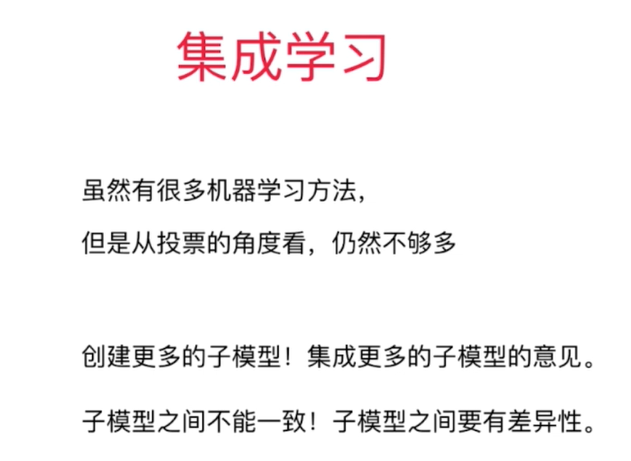 集成学习
虽然有很多机器学习方法，
但是从投票的角度看，仍然不够多
创建更多的子模型！集成更多的子模型的意见。
子模型之间不能一致！子模型之间要有差异性。